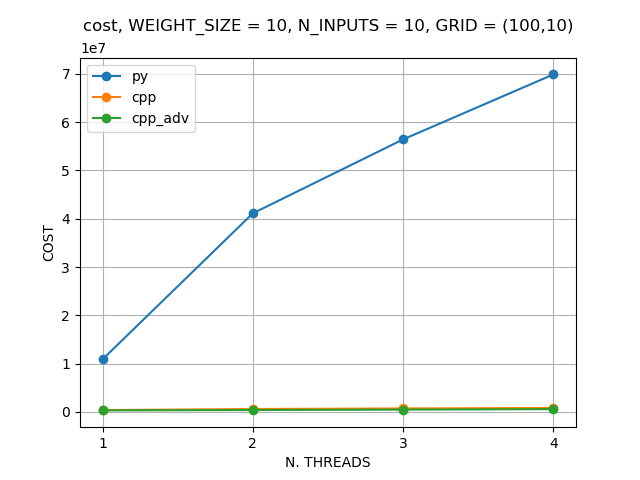 cost, WEIGHT_SIZE = 10, N_INPUTS = 10, GRID = (100,10)
1e7
py
cpp
cpp_adv
7
6
5
4
3
2
1
0
COST
1 2 3 4
N. THREADS